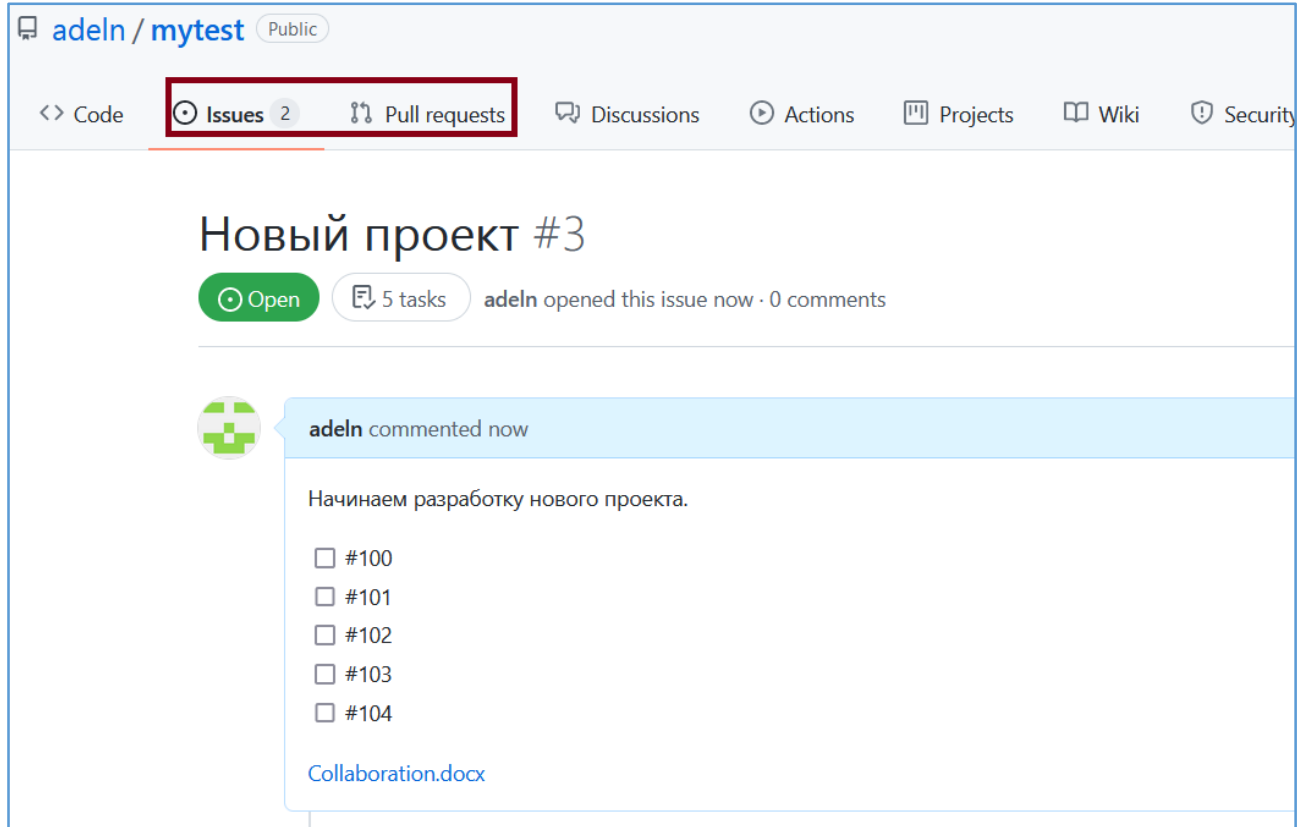 adeln / mytest Public
Code Issues 2 Pull requests Discussions Actions Projects Wiki Security
Новый проект #3
Open 5 tasks adeln opened this issue now · 0 comments
adeln commented now
Начинаем разработку нового проекта.
#100
#101
#102
#103
#104
Collaboration.docx